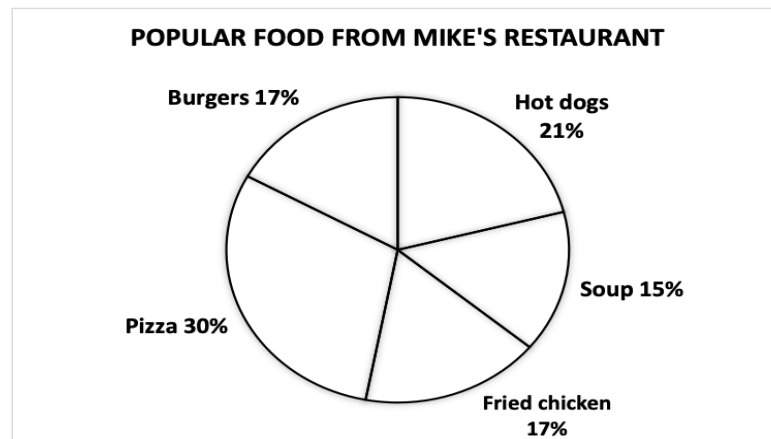 POPULAR FOOD FROM MIKE'S RESTAURANT
Burgers 17%
Hot dogs
21%
Soup 15%
Pizza 30%
Fried chicken
17%